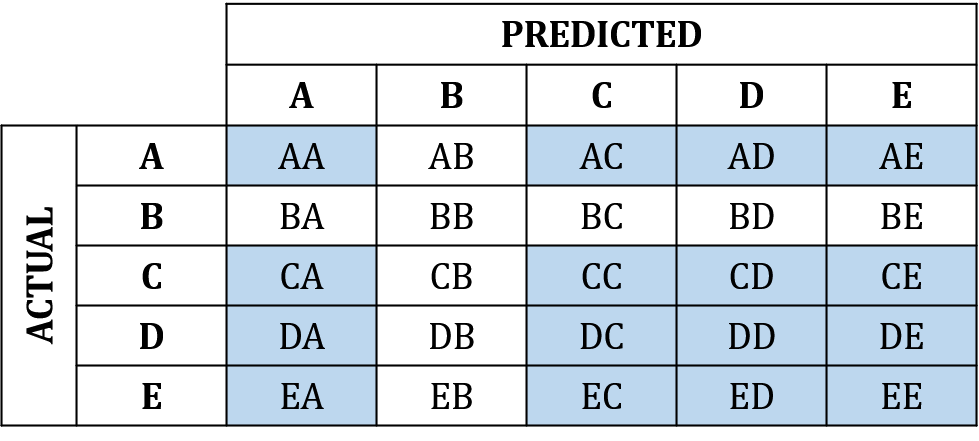 PREDICTED
A B C D E
ACTUAL
A AA AB AC AD AE
B BA BB BC BD BE
C CA CB CC CD CE
D DA DB DC DD DE
E EA EB EC ED EE